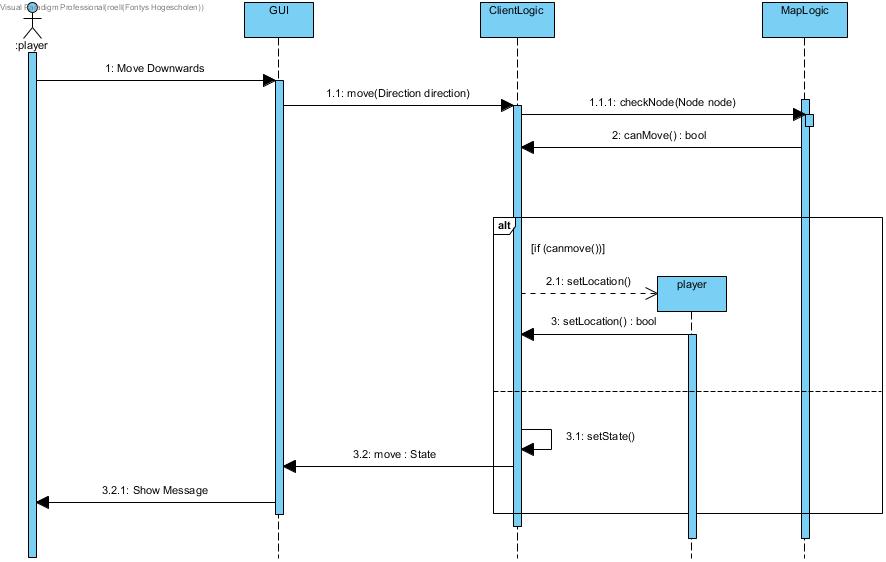 Visual Paradigm Professional(roell(Fontys Hogescholen))
:player
GUI
ClientLogic
MapLogic
1: Move Downwards
1.1: move(Direction direction)
1.1.1: checkNode(Node node)
2: canMove() : bool
alt
[if (canmove())]
2.1: setLocation()
player
3: setLocation() : bool
3.1: setState()
3.2: move : State
3.2.1: Show Message